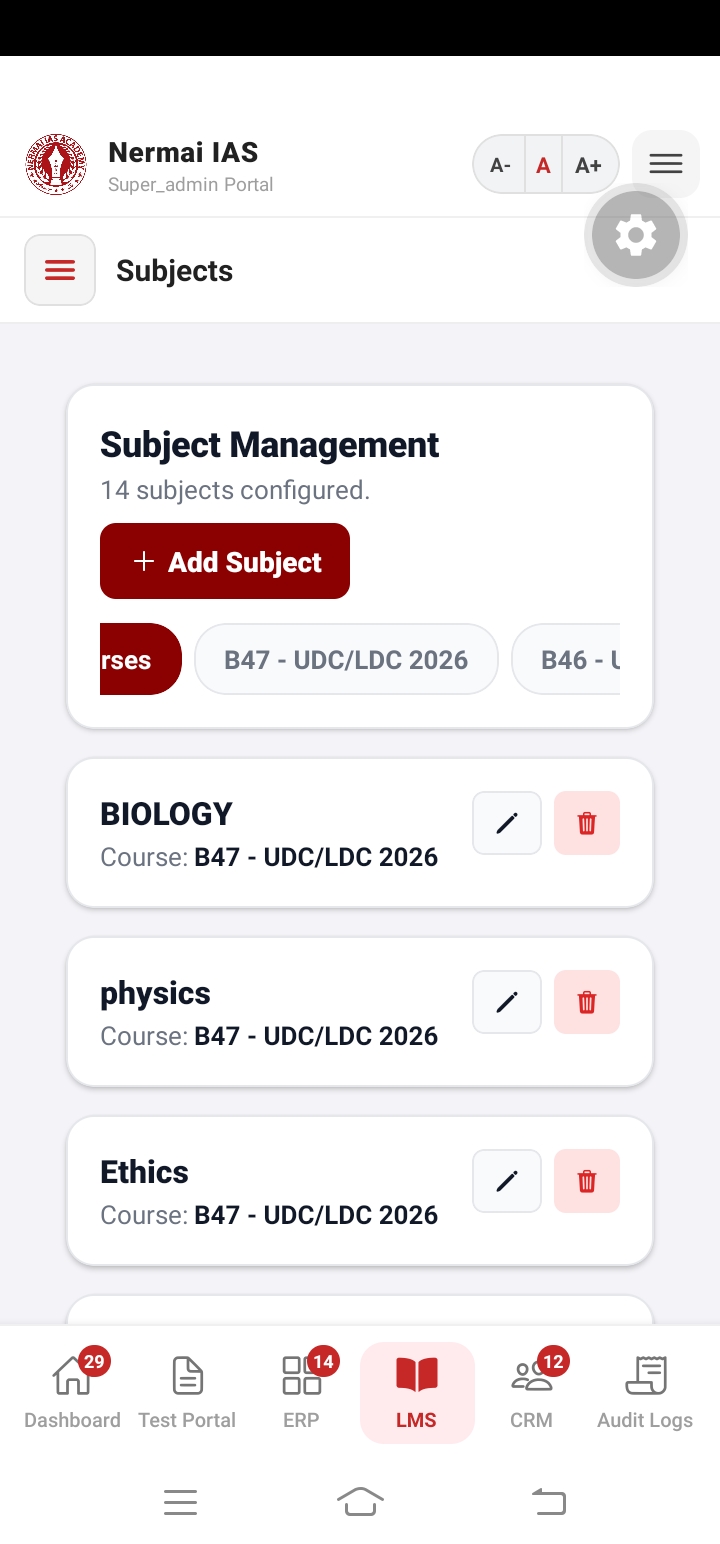 Nermai IAS
Super_admin Portal
A- A A+
Subjects
Subject Management
14 subjects configured.
+ Add Subject
rses B47 - UDC/LDC 2026 B46 - U
BIOLOGY
Course: B47 - UDC/LDC 2026
physics
Course: B47 - UDC/LDC 2026
Ethics
Course: B47 - UDC/LDC 2026
29 14 12
Dashboard Test Portal ERP LMS CRM Audit Logs